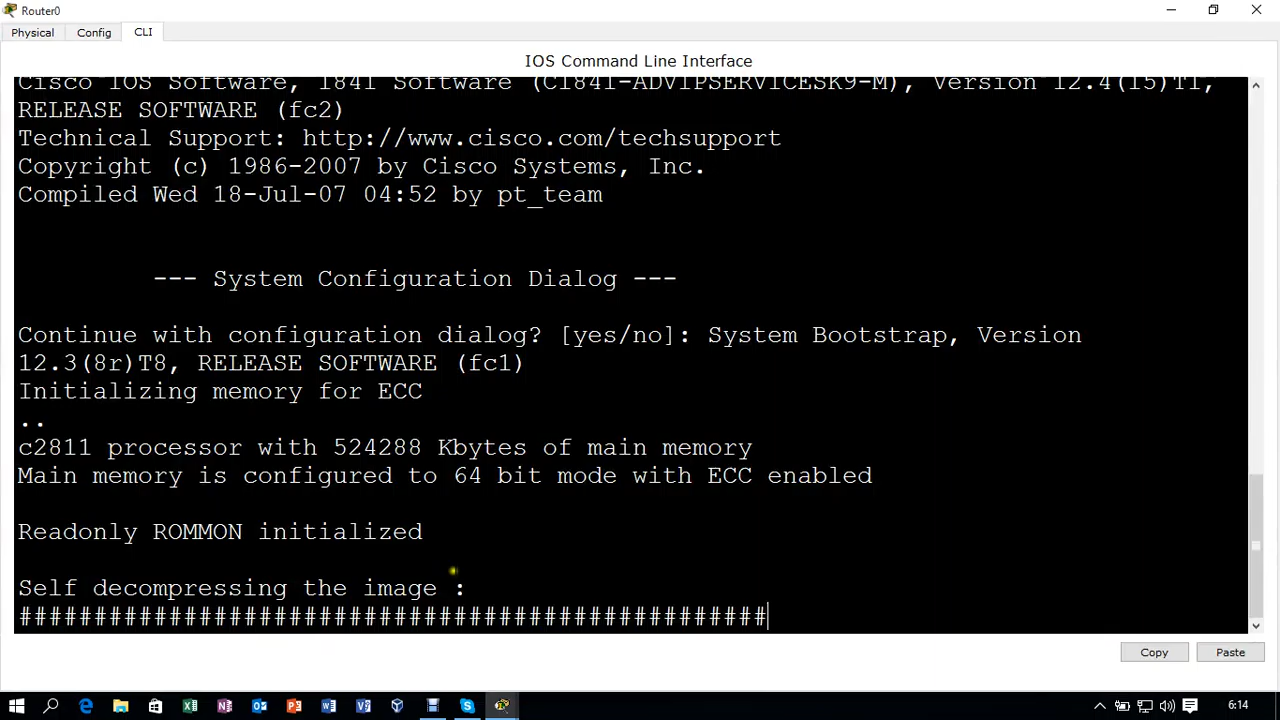 Router0
Physical Config CLI
IOS Command Line Interface
Cisco IOS Software, 1841 Software (C1841-ADVIPSERVICESK9-M), Version 12.4(15)T1,
RELEASE SOFTWARE (fc2)
Technical Support: http://www.cisco.com/techsupport
Copyright (c) 1986-2007 by Cisco Systems, Inc.
Compiled Wed 18-Jul-07 04:52 by pt_team
--- System Configuration Dialog ---
Continue with configuration dialog? [yes/no]: System Bootstrap, Version
12.3(8r)T8, RELEASE SOFTWARE (fc1)
Initializing memory for ECC
..
c2811 processor with 524288 Kbytes of main memory
Main memory is configured to 64 bit mode with ECC enabled
Readonly ROMMON initialized
Self decompressing the image :
##################################################
Copy Paste
6:14